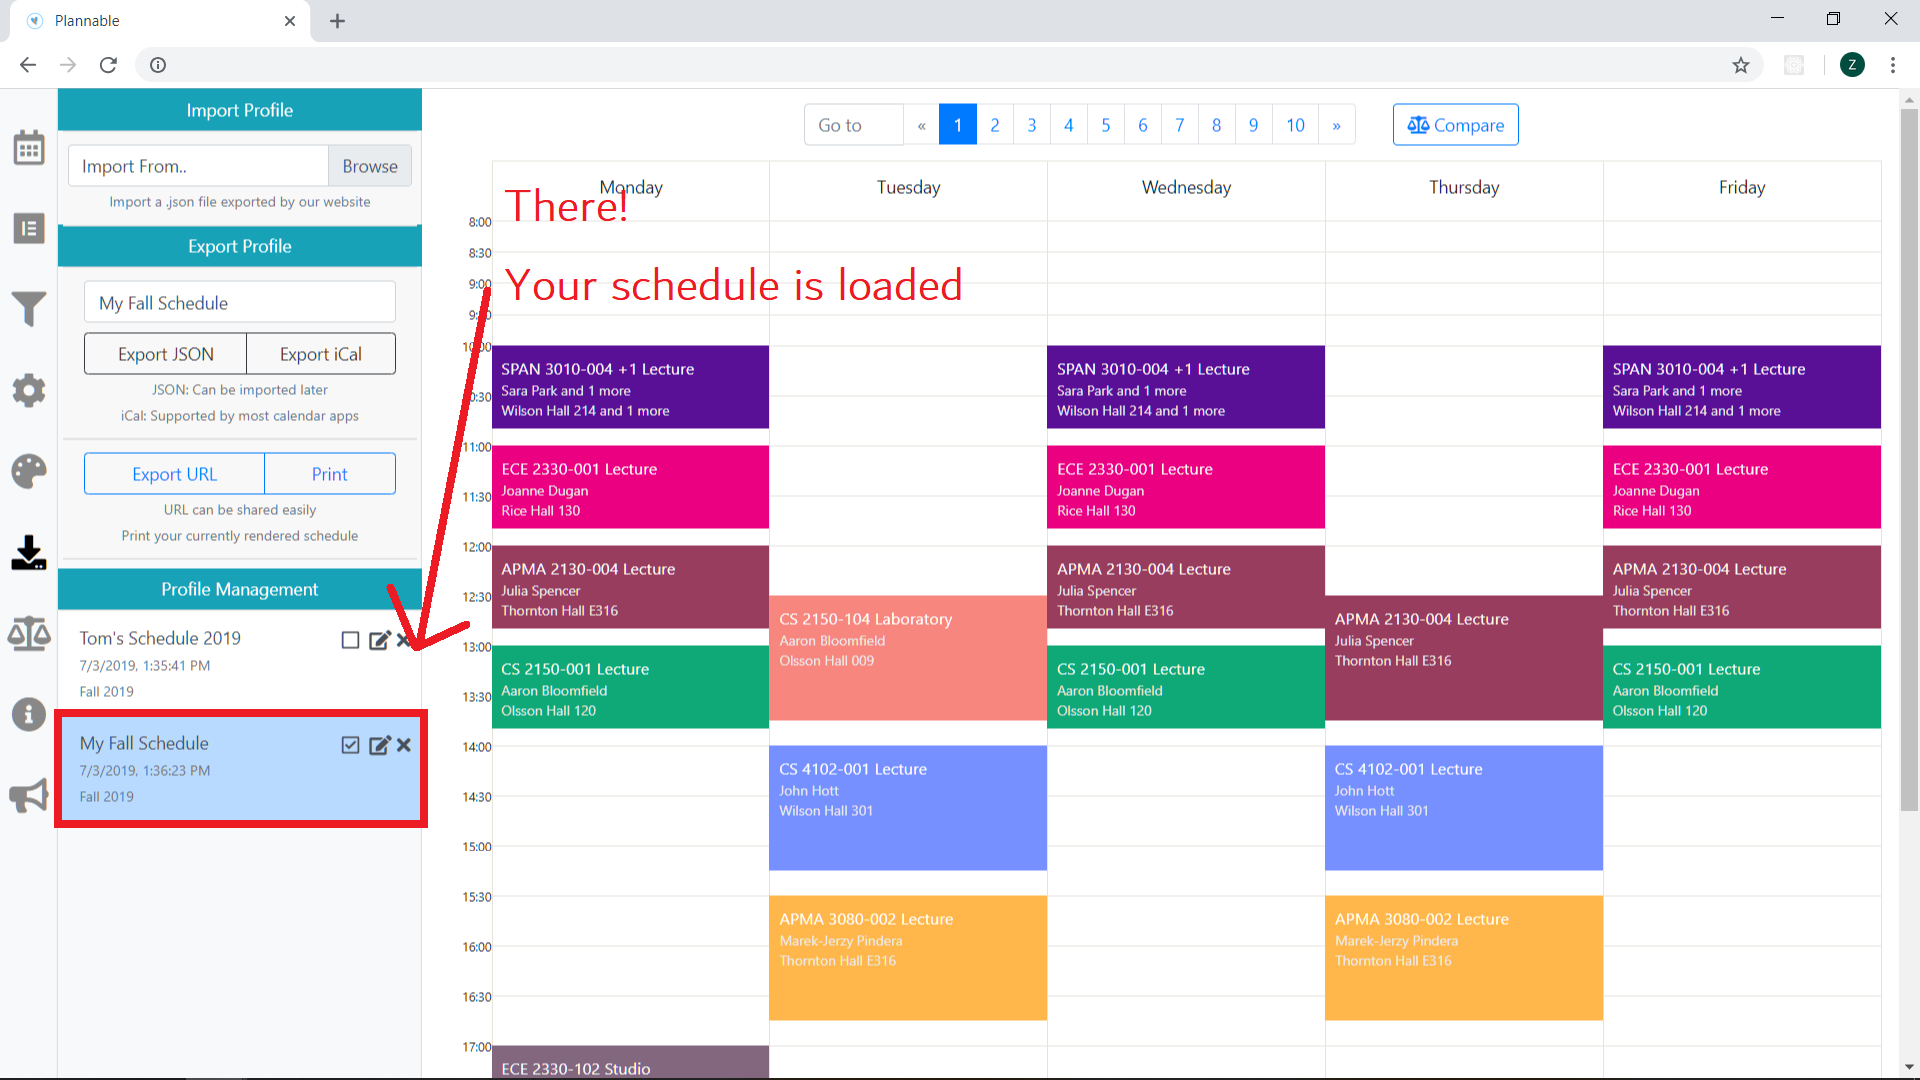 Plannable
Z
Import Profile
Import From..
Browse
Import a .json file exported by our website
Export Profile
My Fall Schedule
Export JSON
Export iCal
JSON: Can be imported later
iCal: Supported by most calendar apps
Export URL
Print
URL can be shared easily
Print your currently rendered schedule
Profile Management
Tom's Schedule 2019
7/3/2019, 1:35:41 PM
Fall 2019
My Fall Schedule
7/3/2019, 1:36:23 PM
Fall 2019
Go to « 1 2 3 4 5 6 7 8 9 10 »
Compare
Monday Tuesday Wednesday Thursday Friday
There!
Your schedule is loaded
8:00
8:30
9:00
9:30
10:00
10:30
11:00
11:30
12:00
12:30
13:00
13:30
14:00
14:30
15:00
15:30
16:00
16:30
17:00
SPAN 3010-004 +1 Lecture
Sara Park and 1 more
Wilson Hall 214 and 1 more
ECE 2330-001 Lecture
Joanne Dugan
Rice Hall 130
APMA 2130-004 Lecture
Julia Spencer
Thornton Hall E316
CS 2150-001 Lecture
Aaron Bloomfield
Olsson Hall 120
ECE 2330-102 Studio
CS 2150-104 Laboratory
Aaron Bloomfield
Olsson Hall 009
CS 4102-001 Lecture
John Hott
Wilson Hall 301
APMA 3080-002 Lecture
Marek-Jerzy Pindera
Thornton Hall E316
SPAN 3010-004 +1 Lecture
Sara Park and 1 more
Wilson Hall 214 and 1 more
ECE 2330-001 Lecture
Joanne Dugan
Rice Hall 130
APMA 2130-004 Lecture
Julia Spencer
Thornton Hall E316
CS 2150-001 Lecture
Aaron Bloomfield
Olsson Hall 120
APMA 2130-004 Lecture
Julia Spencer
Thornton Hall E316
CS 4102-001 Lecture
John Hott
Wilson Hall 301
APMA 3080-002 Lecture
Marek-Jerzy Pindera
Thornton Hall E316
SPAN 3010-004 +1 Lecture
Sara Park and 1 more
Wilson Hall 214 and 1 more
ECE 2330-001 Lecture
Joanne Dugan
Rice Hall 130
APMA 2130-004 Lecture
Julia Spencer
Thornton Hall E316
CS 2150-001 Lecture
Aaron Bloomfield
Olsson Hall 120